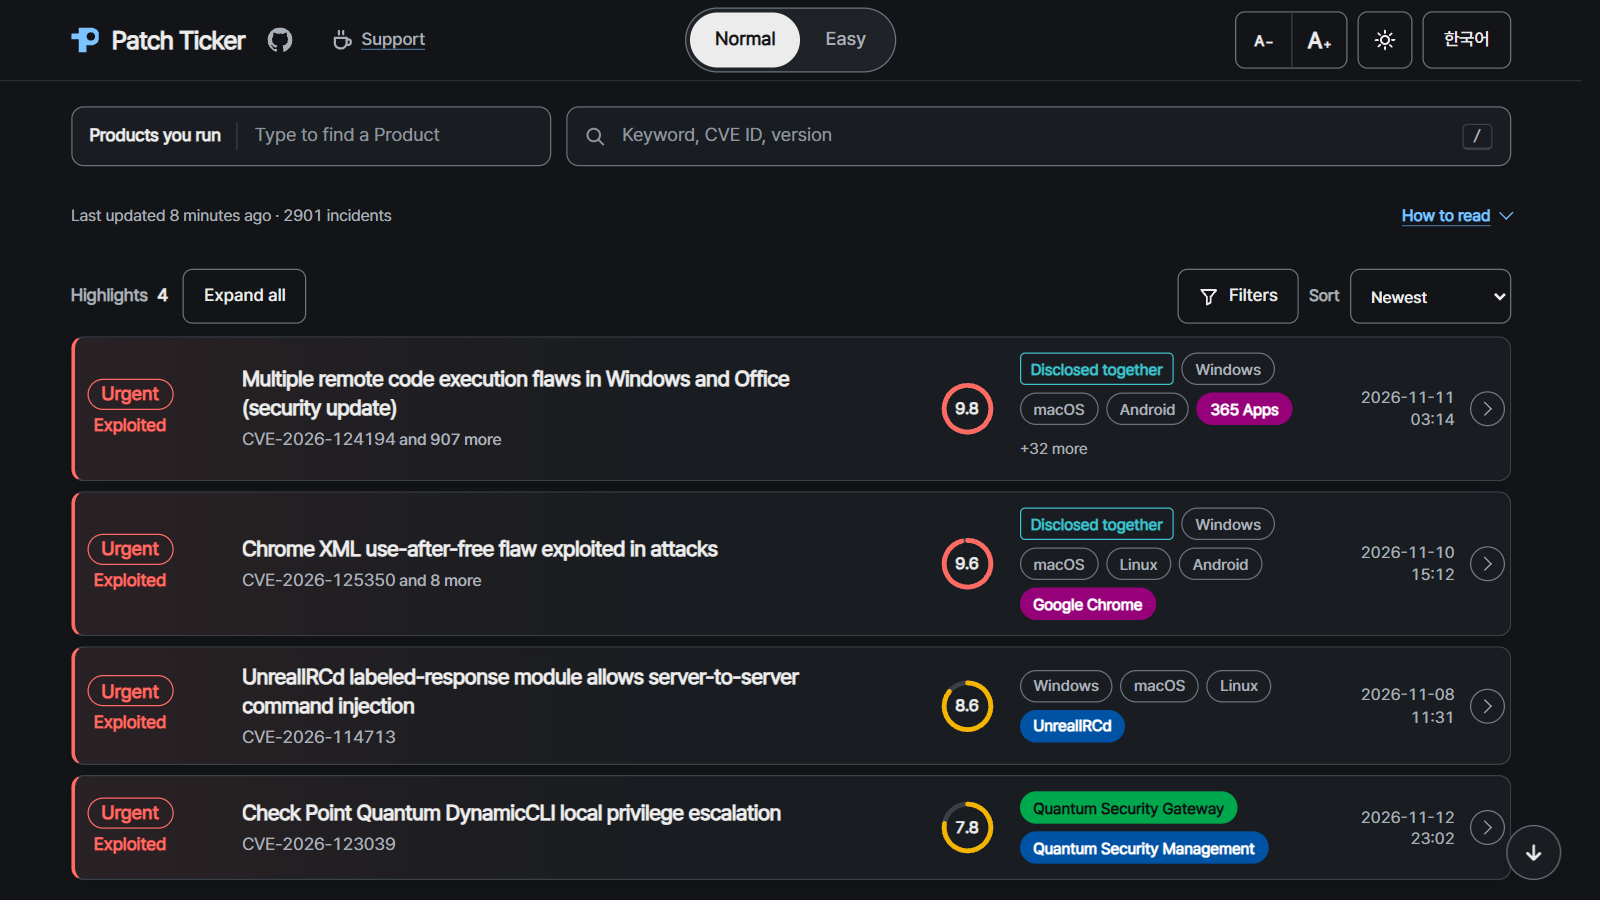 Patch Ticker
Support
Normal
Easy
A-
A+
한국어
Products you run
Type to find a Product
Keyword, CVE ID, version
/
Last updated 8 minutes ago · 2901 incidents
How to read
Highlights 4
Expand all
Filters
Sort
Newest
Urgent
Exploited
Multiple remote code execution flaws in Windows and Office
(security update)
CVE-2026-124194 and 907 more
9.8
Disclosed together
Windows
macOS
Android
365 Apps
+32 more
2026-11-11
03:14
Urgent
Exploited
Chrome XML use-after-free flaw exploited in attacks
CVE-2026-125350 and 8 more
9.6
Disclosed together
Windows
macOS
Linux
Android
Google Chrome
2026-11-10
15:12
Urgent
Exploited
UnrealIRCd labeled-response module allows server-to-server
command injection
CVE-2026-114713
8.6
Windows
macOS
Linux
UnrealIRCd
2026-11-08
11:31
Urgent
Exploited
Check Point Quantum DynamicCLI local privilege escalation
CVE-2026-123039
7.8
Quantum Security Gateway
Quantum Security Management
2026-11-12
23:02